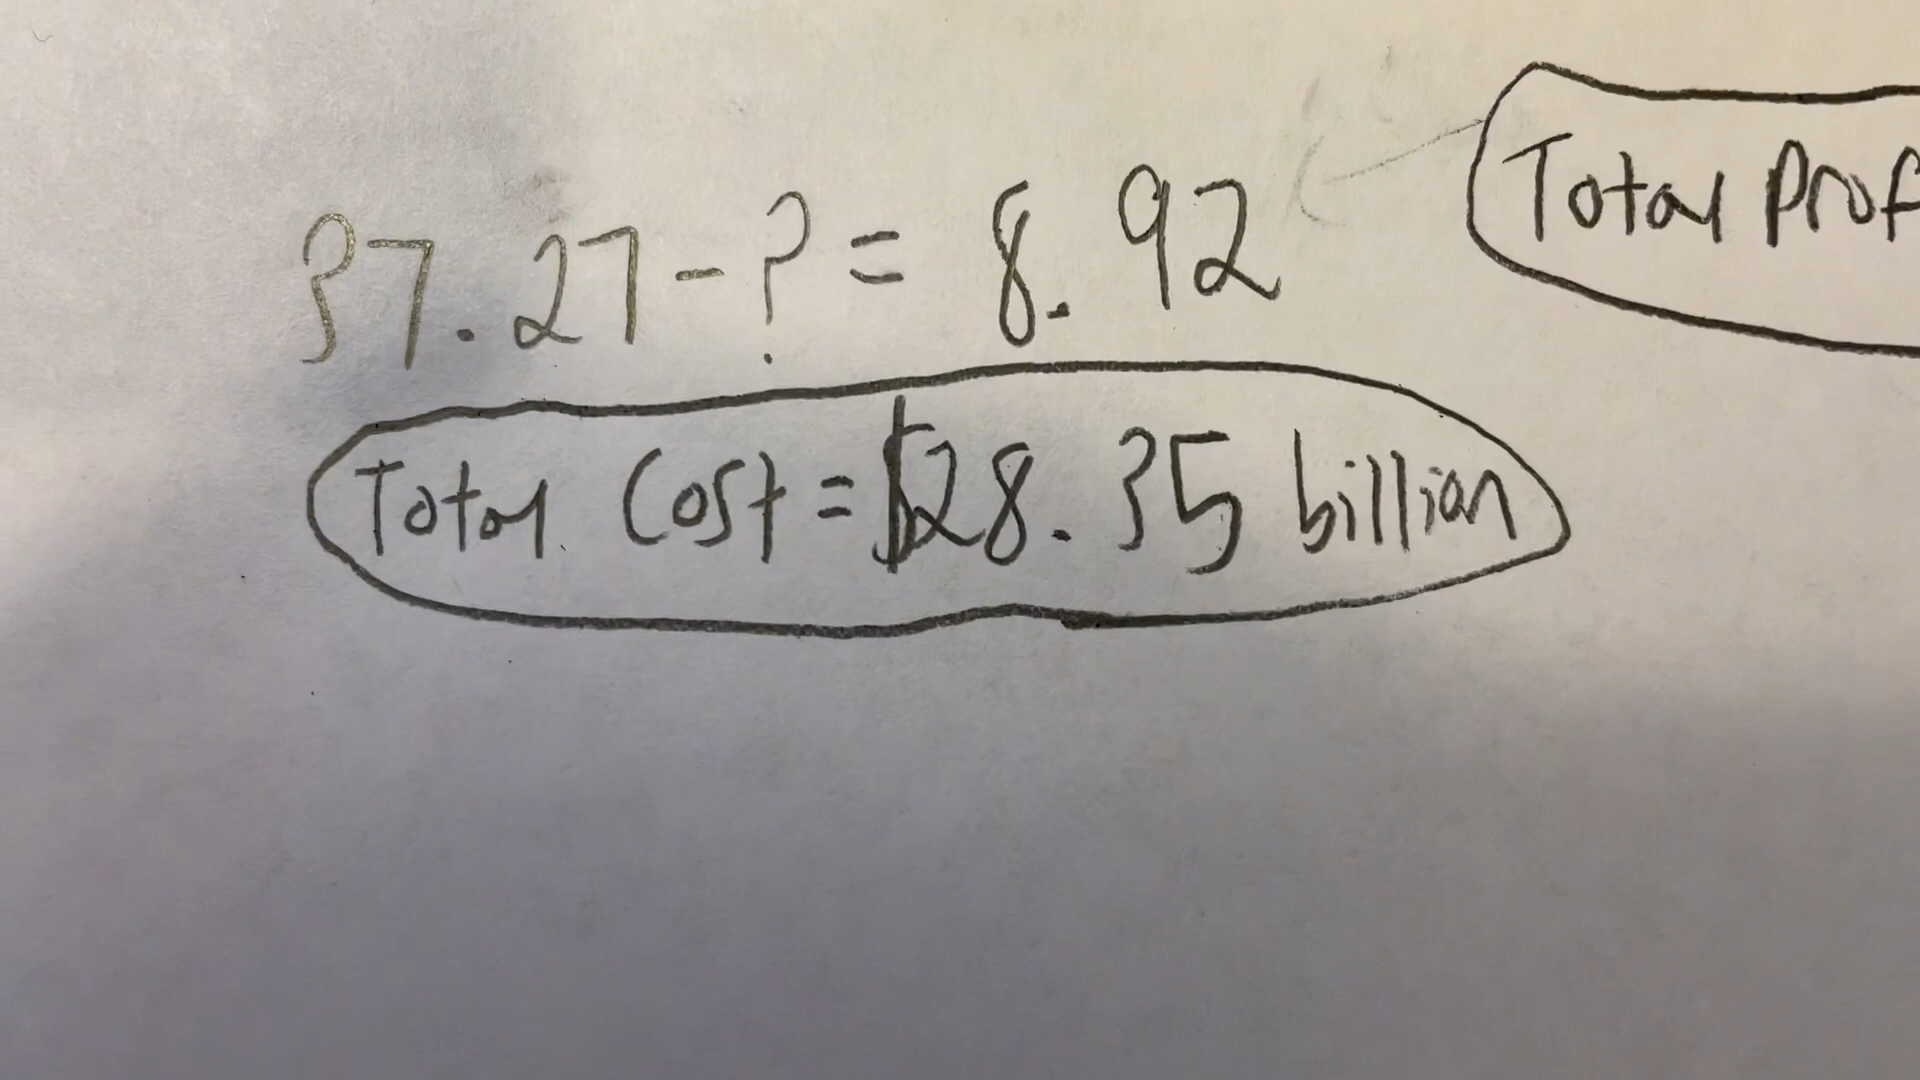 37.27 - ? = 8.92
Total Prof
Total Cost = $28.35 billion